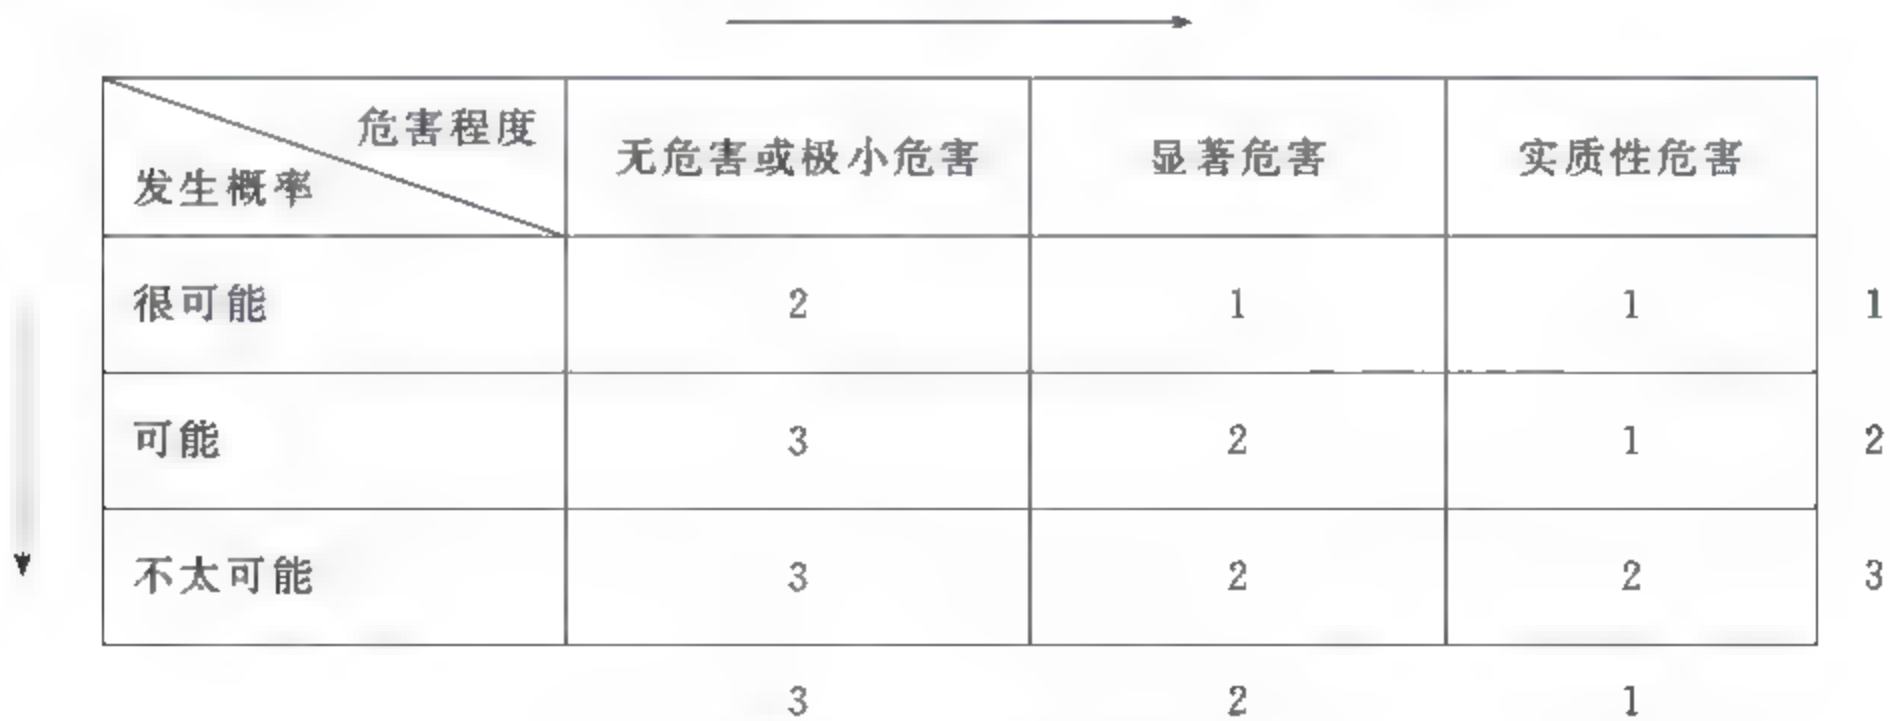 危害程度
发生概率
无危害或极小危害 显著危害 实质性危害
很可能 2 1 1 1
可能 3 2 1 2
不太可能 3 2 2 3
3 2 1